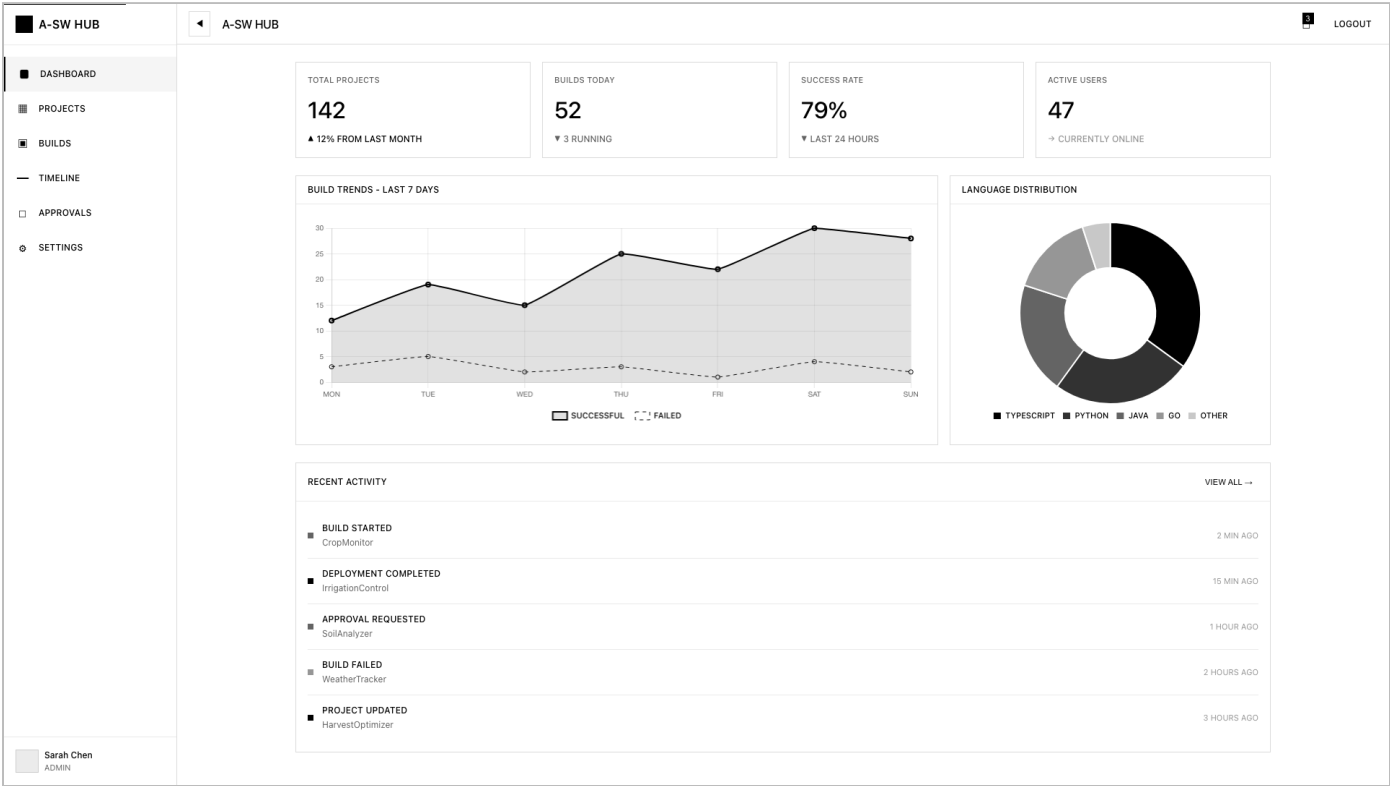 A-SW HUB
A-SW HUB
3
LOGOUT
DASHBOARD
PROJECTS
BUILDS
TIMELINE
APPROVALS
SETTINGS
TOTAL PROJECTS
142
▲ 12% FROM LAST MONTH
BUILDS TODAY
52
▼ 3 RUNNING
SUCCESS RATE
79%
▼ LAST 24 HOURS
ACTIVE USERS
47
→ CURRENTLY ONLINE
BUILD TRENDS - LAST 7 DAYS
30
25
20
15
10
5
0
MON TUE WED THU FRI SAT SUN
SUCCESSFUL FAILED
LANGUAGE DISTRIBUTION
TYPESCRIPT PYTHON JAVA GO OTHER
RECENT ACTIVITY
VIEW ALL →
BUILD STARTED
CropMonitor
2 MIN AGO
DEPLOYMENT COMPLETED
IrrigationControl
15 MIN AGO
APPROVAL REQUESTED
SoilAnalyzer
1 HOUR AGO
BUILD FAILED
WeatherTracker
2 HOURS AGO
PROJECT UPDATED
HarvestOptimizer
3 HOURS AGO
Sarah Chen
ADMIN